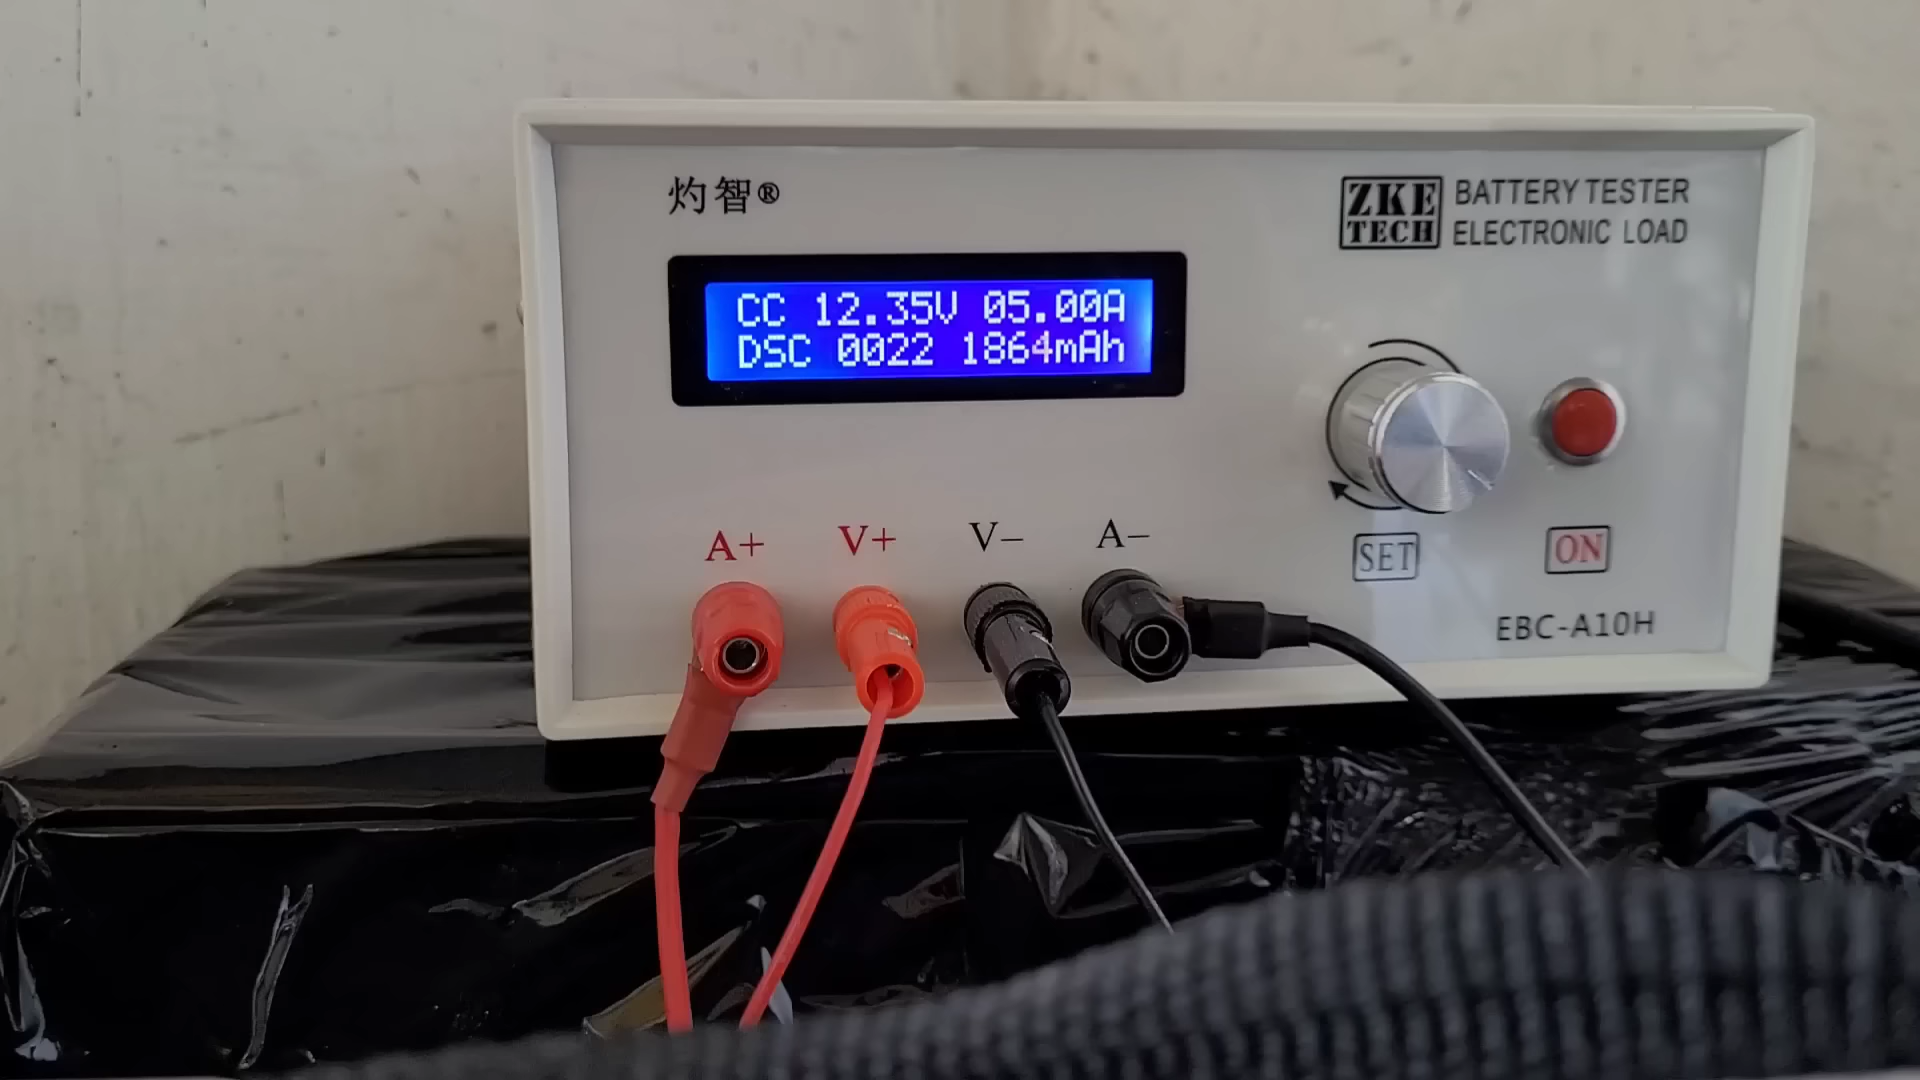 灼智®
ZKE
TECH
BATTERY TESTER
ELECTRONIC LOAD
CC 12.35V 05.00A
DSC 0022 1864mAh
A+ V+ V– A–
SET
ON
EBC-A10H